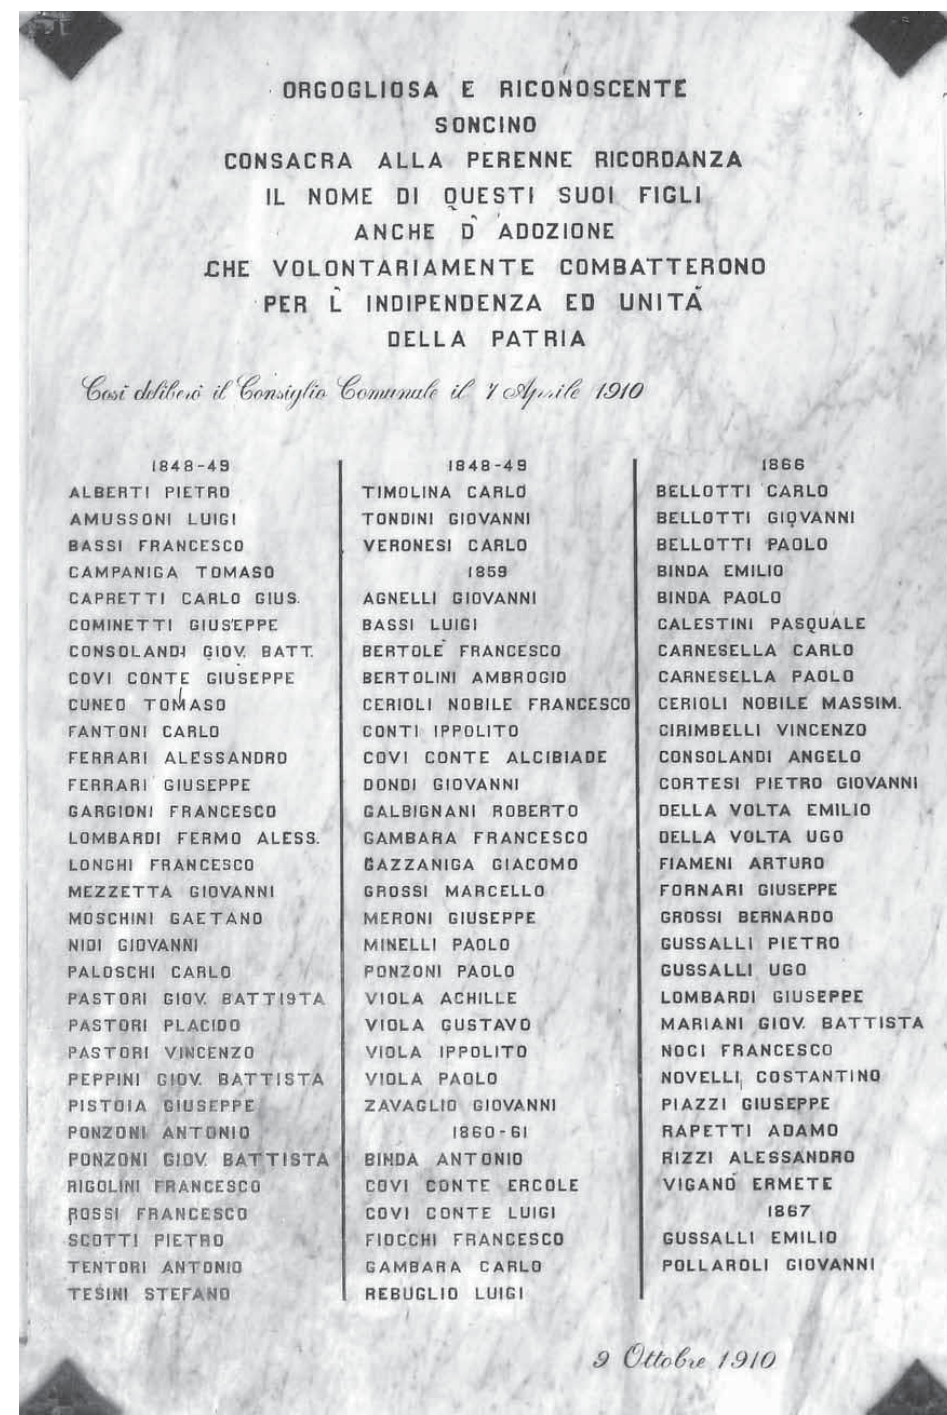 ORGOGLIOSA E RICONOSCENTE
SONCINO
CONSACRA ALLA PERENNE RICORDANZA
IL NOME DI QUESTI SUOI FIGLI
ANCHE D' ADOZIONE
CHE VOLONTARIAMENTE COMBATTERONO
PER L' INDIPENDENZA ED UNITÁ
DELLA PATRIA
Così deliberò il Consiglio Comunale il 7 Aprile 1910
1848-49
ALBERTI PIETRO
AMUSSONI LUIGI
BASSI FRANCESCO
CAMPANIGA TOMASO
CAPRETTI CARLO GIUS.
COMINETTI GIUSEPPE
CONSOLANDI GIOV. BATT.
COVI CONTE GIUSEPPE
CUNEO TOMASO
FANTONI CARLO
FERRARI ALESSANDRO
FERRARI GIUSEPPE
GARGIONI FRANCESCO
LOMBARDI FERMO ALESS.
LONGHI FRANCESCO
MEZZETTA GIOVANNI
MOSCHINI GAETANO
NIDI GIOVANNI
PALOSCHI CARLO
PASTORI GIOV. BATTISTA
PASTORI PLACIDO
PASTORI VINCENZO
PEPPINI GIOV. BATTISTA
PISTOIA GIUSEPPE
PONZONI ANTONIO
PONZONI GIOV. BATTISTA
RIGOLINI FRANCESCO
ROSSI FRANCESCO
SCOTTI PIETRO
TENTORI ANTONIO
TESINI STEFANO
1848-49
TIMOLINA CARLO
TONDINI GIOVANNI
VERONESI CARLO
1859
AGNELLI GIOVANNI
BASSI LUIGI
BERTOLÈ FRANCESCO
BERTOLINI AMBROGIO
CERIOLI NOBILE FRANCESCO
CONTI IPPOLITO
COVI CONTE ALCIBIADE
DONDI GIOVANNI
GALBIGNANI ROBERTO
GAMBARA FRANCESCO
GAZZANIGA GIACOMO
GROSSI MARCELLO
MERONI GIUSEPPE
MINELLI PAOLO
PONZONI PAOLO
VIOLA ACHILLE
VIOLA GUSTAVO
VIOLA IPPOLITO
VIOLA PAOLO
ZAVAGLIO GIOVANNI
1860-61
BINDA ANTONIO
COVI CONTE ERCOLE
COVI CONTE LUIGI
FIOCCHI FRANCESCO
GAMBARA CARLO
REBUGLIO LUIGI
1866
BELLOTTI CARLO
BELLOTTI GIOVANNI
BELLOTTI PAOLO
BINDA EMILIO
BINDA PAOLO
CALESTINI PASQUALE
CARNESELLA CARLO
CARNESELLA PAOLO
CERIOLI NOBILE MASSIM.
CIRIMBELLI VINCENZO
CONSOLANDI ANGELO
CORTESI PIETRO GIOVANNI
DELLA VOLTA EMILIO
DELLA VOLTA UGO
FIAMENI ARTURO
FORNARI GIUSEPPE
GROSSI BERNARDO
GUSSALLI PIETRO
GUSSALLI UGO
LOMBARDI GIUSEPPE
MARIANI GIOV. BATTISTA
NOCI FRANCESCO
NOVELLI COSTANTINO
PIAZZI GIUSEPPE
RAPETTI ADAMO
RIZZI ALESSANDRO
VIGANÒ ERMETE
1867
GUSSALLI EMILIO
POLLAROLI GIOVANNI
9 Ottobre 1910